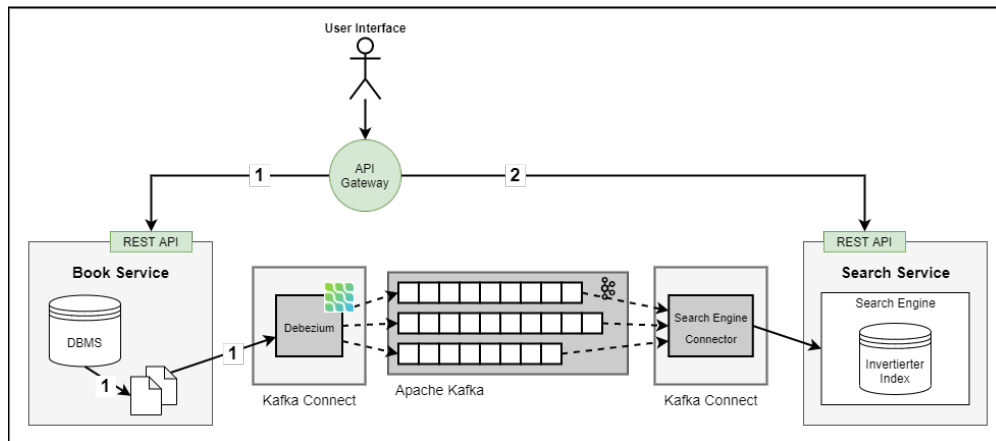 User Interface
API
Gateway
1
2
REST API
REST API
Book Service
DBMS
1
1
Debezium
Kafka Connect
Apache Kafka
Search Engine
Connector
Kafka Connect
Search Service
Search Engine
Invertierter
Index